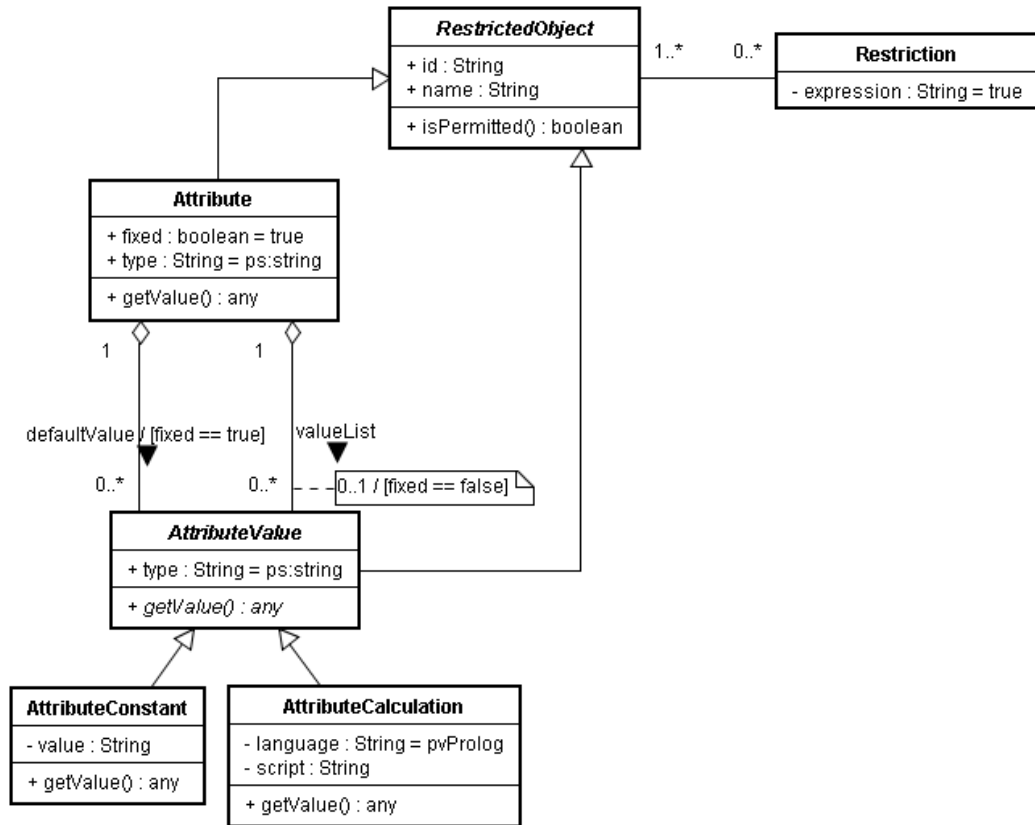 RestrictedObject
+ id : String
+ name : String
+ isPermitted() : boolean
1..*
0..*
Restriction
- expression : String = true
Attribute
+ fixed : boolean = true
+ type : String = ps:string
+ getValue() : any
1
1
defaultValue / [fixed == true]
valueList
0..*
0..*
0..1 / [fixed == false]
AttributeValue
+ type : String = ps:string
+ getValue() : any
AttributeConstant
- value : String
+ getValue() : any
AttributeCalculation
- language : String = pvProlog
- script : String
+ getValue() : any